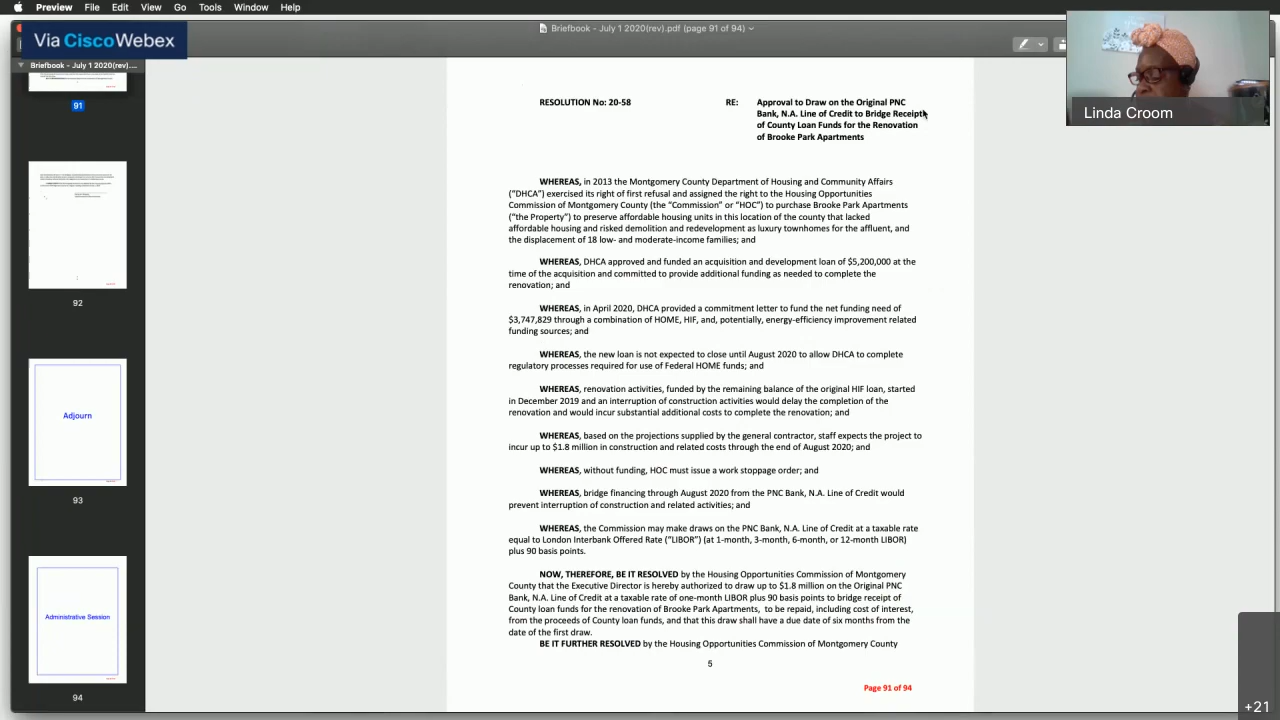 Preview File Edit View Go Tools Window Help
Via Cisco Webex
Briefbook - July 1 2020(rev).pdf (page 91 of 94)
Briefbook - July 1 2020(rev)....
91
92
Adjourn
93
Administrative Session
94
Linda Croom
RESOLUTION No: 20-58
RE: Approval to Draw on the Original PNC
Bank, N.A. Line of Credit to Bridge Receipt
of County Loan Funds for the Renovation
of Brooke Park Apartments
WHEREAS, in 2013 the Montgomery County Department of Housing and Community Affairs
("DHCA") exercised its right of first refusal and assigned the right to the Housing Opportunities
Commission of Montgomery County (the "Commission" or "HOC") to purchase Brooke Park Apartments
("the Property") to preserve affordable housing units in this location of the county that lacked
affordable housing and risked demolition and redevelopment as luxury townhomes for the affluent, and
the displacement of 18 low- and moderate-income families; and
WHEREAS, DHCA approved and funded an acquisition and development loan of $5,200,000 at the
time of the acquisition and committed to provide additional funding as needed to complete the
renovation; and
WHEREAS, in April 2020, DHCA provided a commitment letter to fund the net funding need of
$3,747,829 through a combination of HOME, HIF, and, potentially, energy-efficiency improvement related
funding sources; and
WHEREAS, the new loan is not expected to close until August 2020 to allow DHCA to complete
regulatory processes required for use of Federal HOME funds; and
WHEREAS, renovation activities, funded by the remaining balance of the original HIF loan, started
in December 2019 and an interruption of construction activities would delay the completion of the
renovation and would incur substantial additional costs to complete the renovation; and
WHEREAS, based on the projections supplied by the general contractor, staff expects the project to
incur up to $1.8 million in construction and related costs through the end of August 2020; and
WHEREAS, without funding, HOC must issue a work stoppage order; and
WHEREAS, bridge financing through August 2020 from the PNC Bank, N.A. Line of Credit would
prevent interruption of construction and related activities; and
WHEREAS, the Commission may make draws on the PNC Bank, N.A. Line of Credit at a taxable rate
equal to London Interbank Offered Rate ("LIBOR") (at 1-month, 3-month, 6-month, or 12-month LIBOR)
plus 90 basis points.
NOW, THEREFORE, BE IT RESOLVED by the Housing Opportunities Commission of Montgomery
County that the Executive Director is hereby authorized to draw up to $1.8 million on the Original PNC
Bank, N.A. Line of Credit at a taxable rate of one-month LIBOR plus 90 basis points to bridge receipt of
County loan funds for the renovation of Brooke Park Apartments, to be repaid, including cost of interest,
from the proceeds of County loan funds, and that this draw shall have a due date of six months from the
date of the first draw.
BE IT FURTHER RESOLVED by the Housing Opportunities Commission of Montgomery County
5
Page 91 of 94
+21